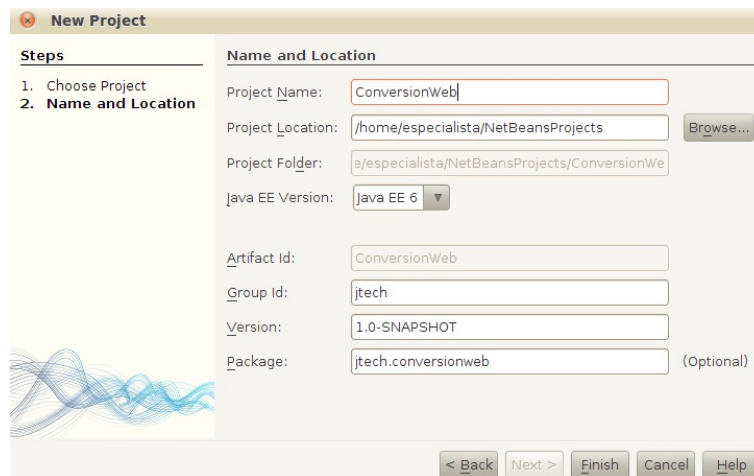 New Project
Steps
1. Choose Project
2. Name and Location
Name and Location
Project Name: ConversionWeb
Project Location: /home/especialista/NetBeansProjects Browse...
Project Folder: e/especialista/NetBeansProjects/ConversionWe
Java EE Version: Java EE 6
Artifact Id: ConversionWeb
Group Id: jtech
Version: 1.0-SNAPSHOT
Package: jtech.conversionweb (Optional)
< Back Next > Finish Cancel Help